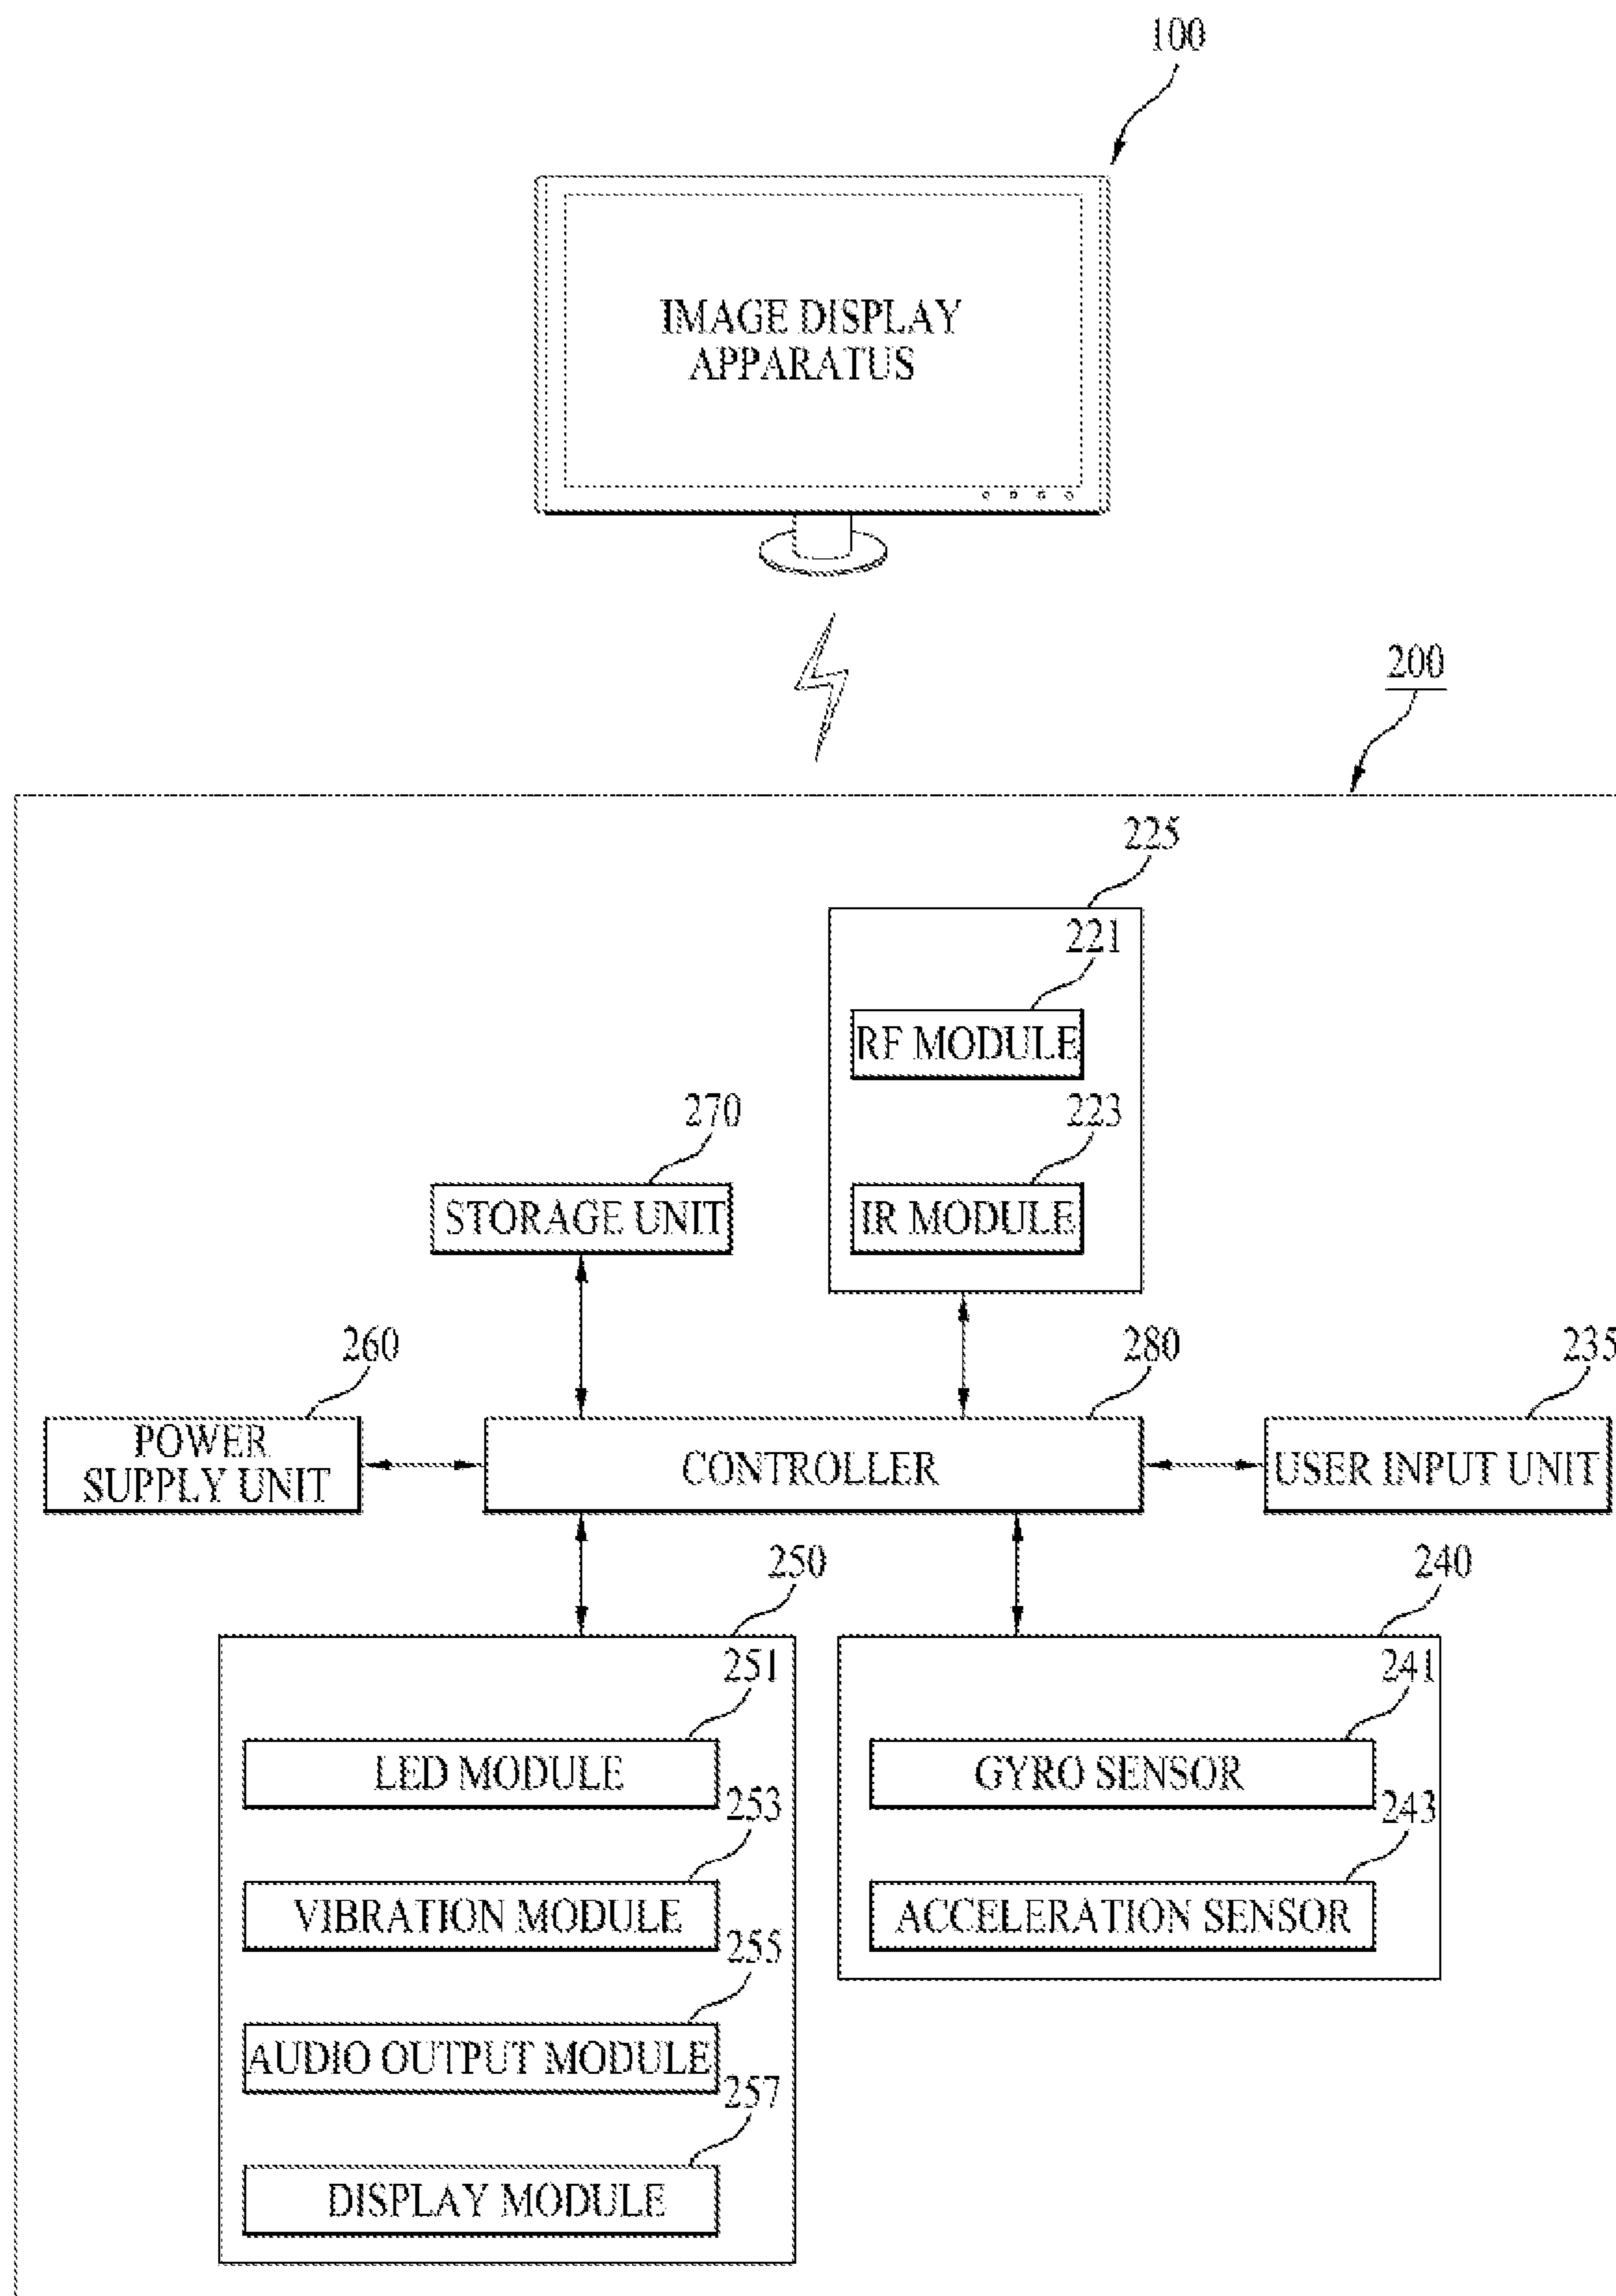 100
IMAGE DISPLAY
APPARATUS
200
225
221
RF MODULE
270
223
STORAGE UNIT
IR MODULE
260
280
235
POWER
SUPPLY UNIT
CONTROLLER
USER INPUT UNIT
250
240
251
241
LED MODULE
GYRO SENSOR
253
243
VIBRATION MODULE
ACCELERATION SENSOR
255
AUDIO OUTPUT MODULE
257
DISPLAY MODULE